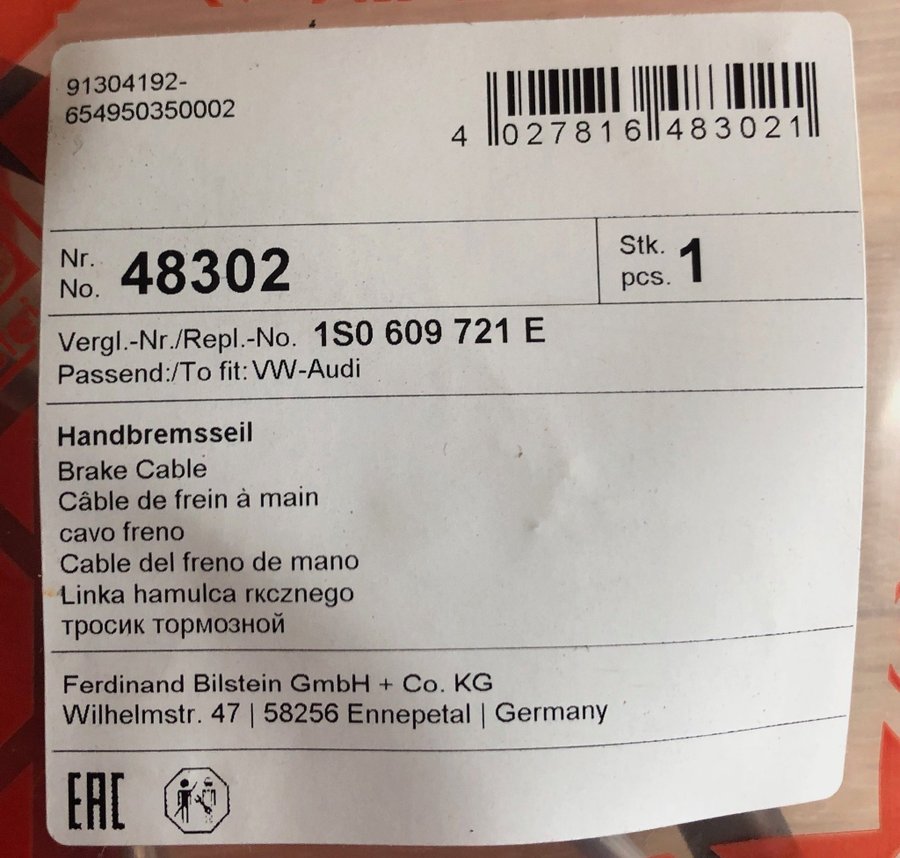 91304192-
654950350002
4 027816 483021
Nr.
No. 48302
Stk.
pcs. 1
Vergl.-Nr./Repl.-No. 1S0 609 721 E
Passend:/To fit: VW-Audi
Handbremsseil
Brake Cable
Câble de frein à main
cavo freno
Cable del freno de mano
Linka hamulca rкcznego
тросик тормозной
Ferdinand Bilstein GmbH + Co. KG
Wilhelmstr. 47 | 58256 Ennepetal | Germany
EAC